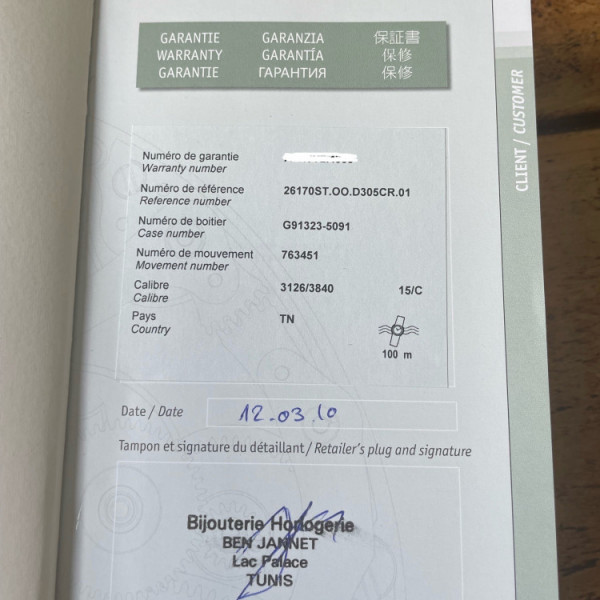 GARANTIE GARANZIA 保証書
WARRANTY GARANTÍA 保修
GARANTIE ГАРАНТИЯ 保修
CLIENT / CUSTOMER
Numéro de garantie
Warranty number
Numéro de référence 26170ST.OO.D305CR.01
Reference number
Numéro de boitier G91323-5091
Case number
Numéro de mouvement 763451
Movement number
Calibre 3126/3840 15/C
Calibre
Pays TN
Country
100 m
Date / Date 12-03.10
Tampon et signature du détaillant / Retailer's plug and signature
Bijouterie Horlogerie
BEN JANNET
Lac Palace
TUNIS